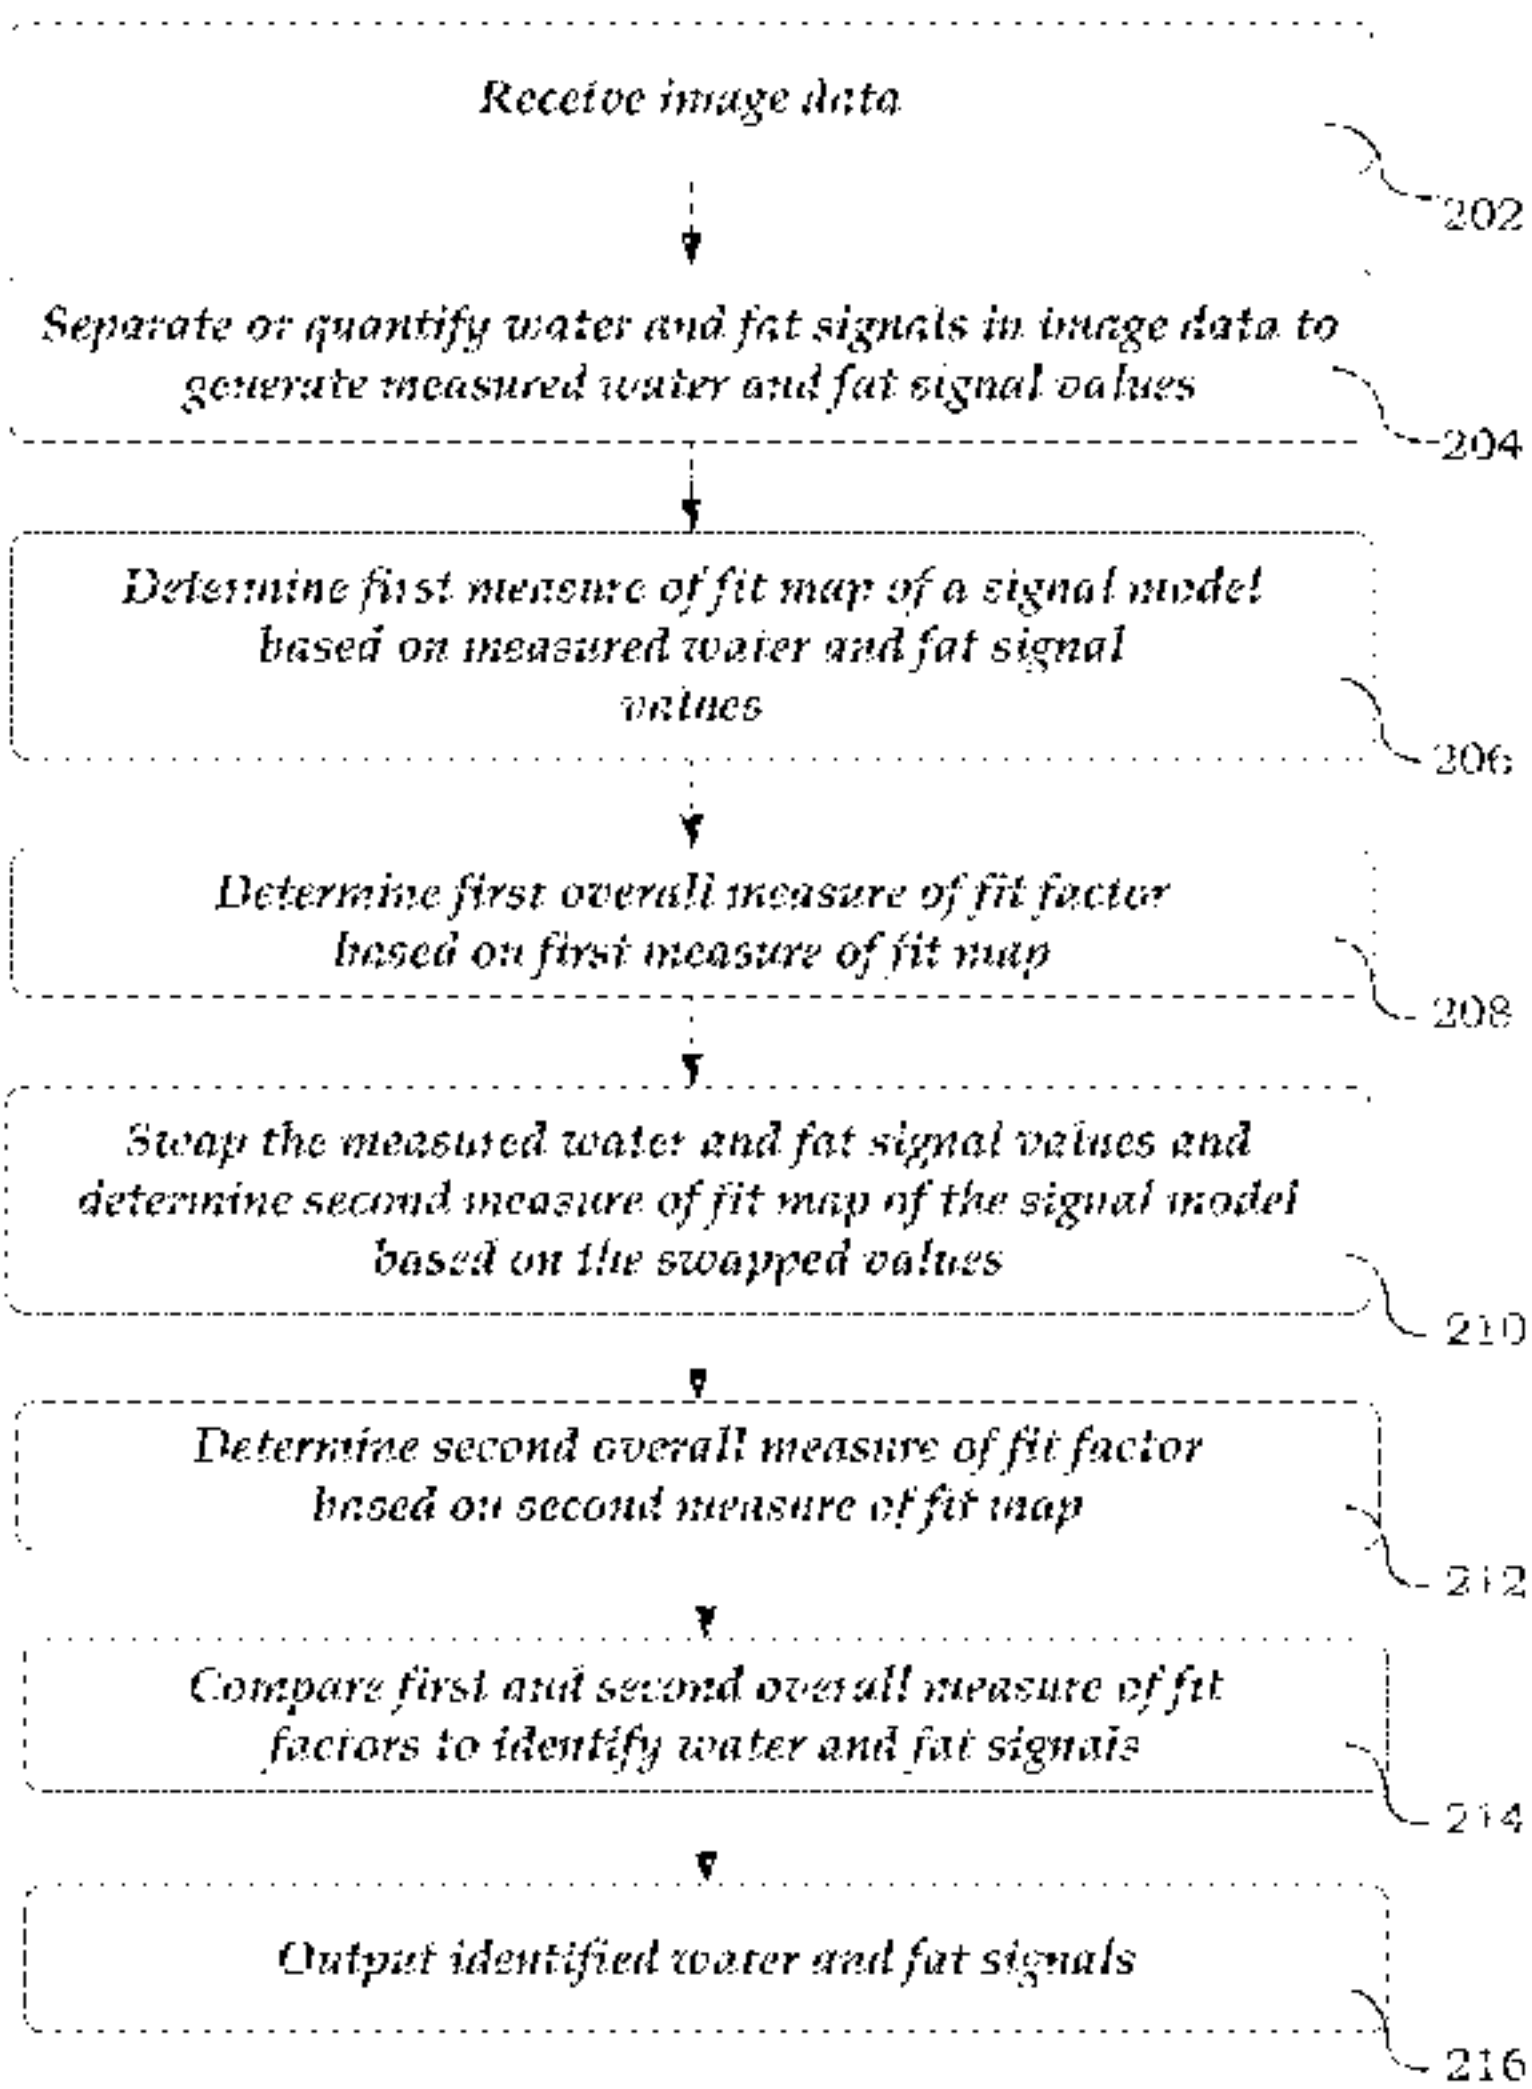 Receive image data
202
Separate or quantify water and fat signals in image data to
generate measured water and fat signal values
204
Determine first measure of fit map of a signal model
based on measured water and fat signal
values
206
Determine first overall measure of fit factor
based on first measure of fit map
208
Swap the measured water and fat signal values and
determine second measure of fit map of the signal model
based on the swapped values
210
Determine second overall measure of fit factor
based on second measure of fit map
212
Compare first and second overall measure of fit
factors to identify water and fat signals
214
Output identified water and fat signals
216